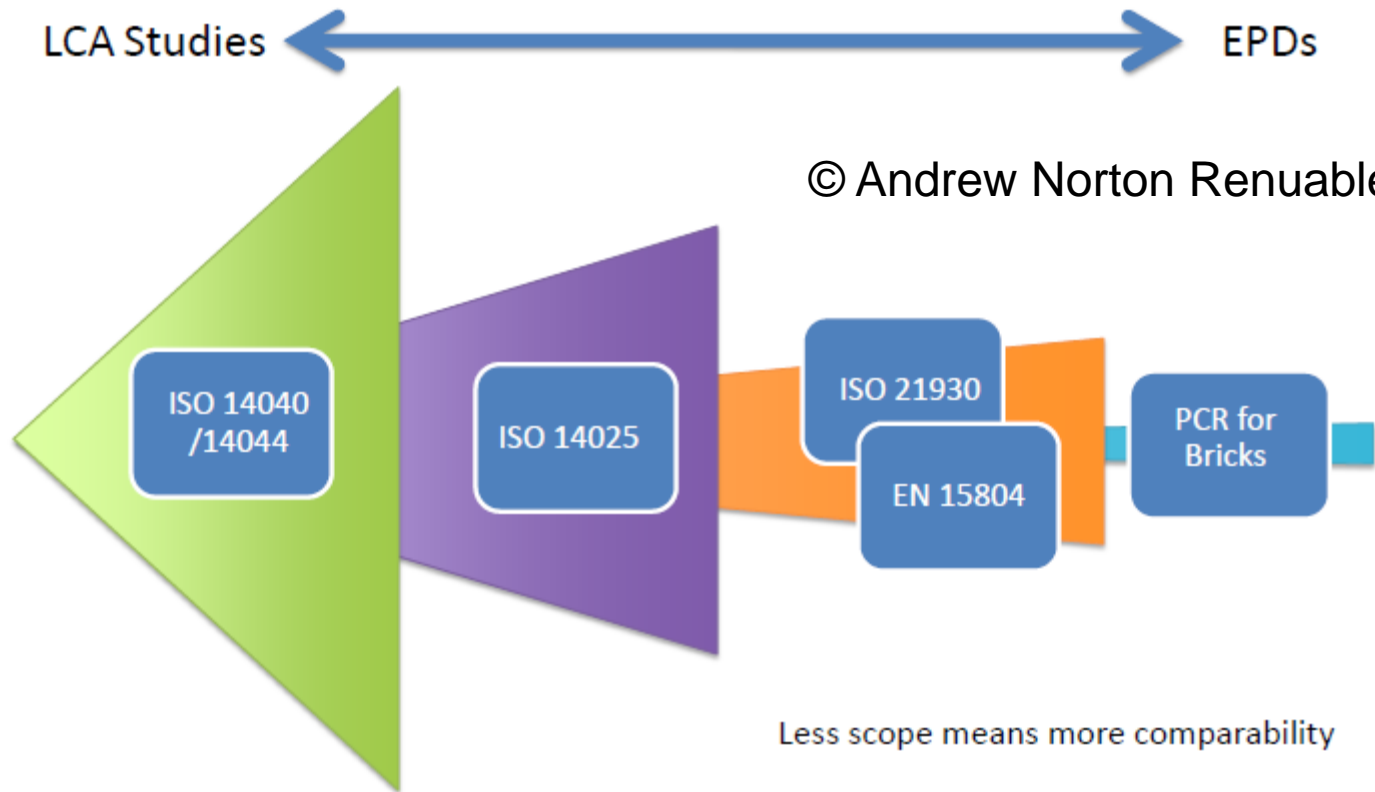 LCA Studies
EPDs
© Andrew Norton Renuable
ISO 14040
/14044
ISO 14025
ISO 21930
EN 15804
PCR for
Bricks
Less scope means more comparability